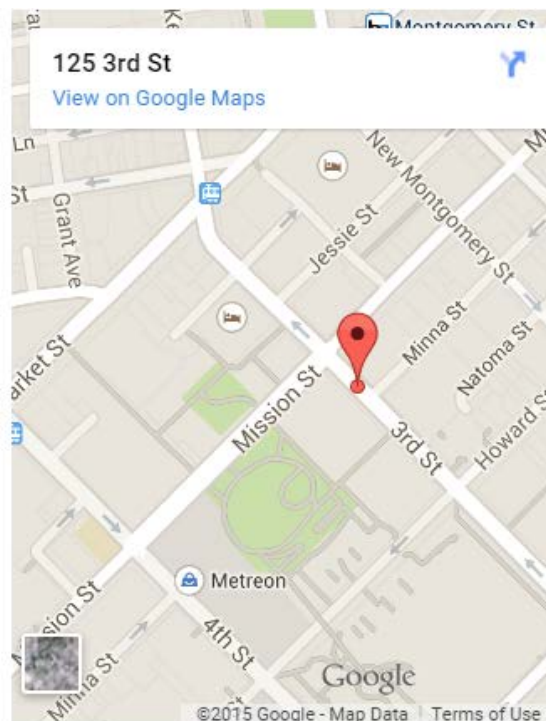 Montgomery St
125 3rd St
View on Google Maps
Ln
St
Grant Ave
New Montgomery St
Jessie St
Minna St
Natoma St
arket St
Mission St
3rd St
Howard St
Metreon
Mission St
4th St
Minna St
Google
©2015 Google - Map Data
Terms of Use